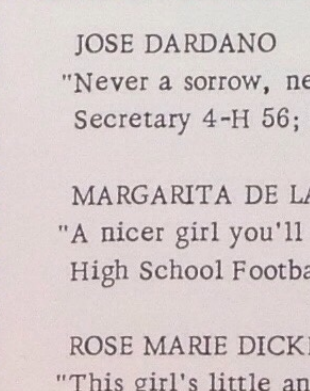 JOSE DARDANO
"Never a sorrow, ne
Secretary 4-H 56;
MARGARITA DE LA
"A nicer girl you'll
High School Footba
ROSE MARIE DICK
"This girl's little an